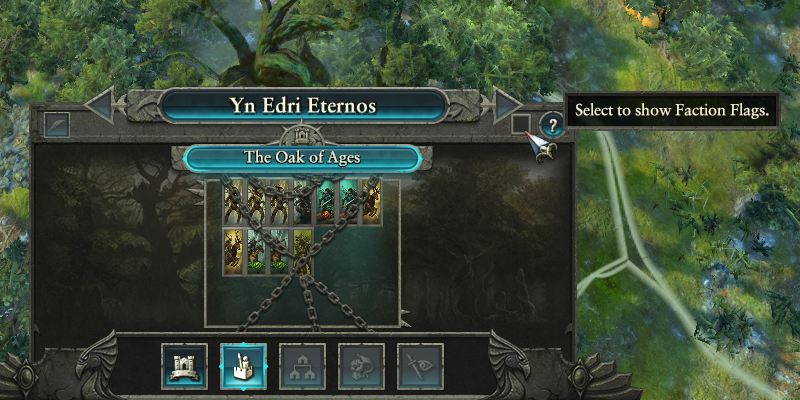 Yn Edri Eternos
Select to show Faction Flags.
?
The Oak of Ages